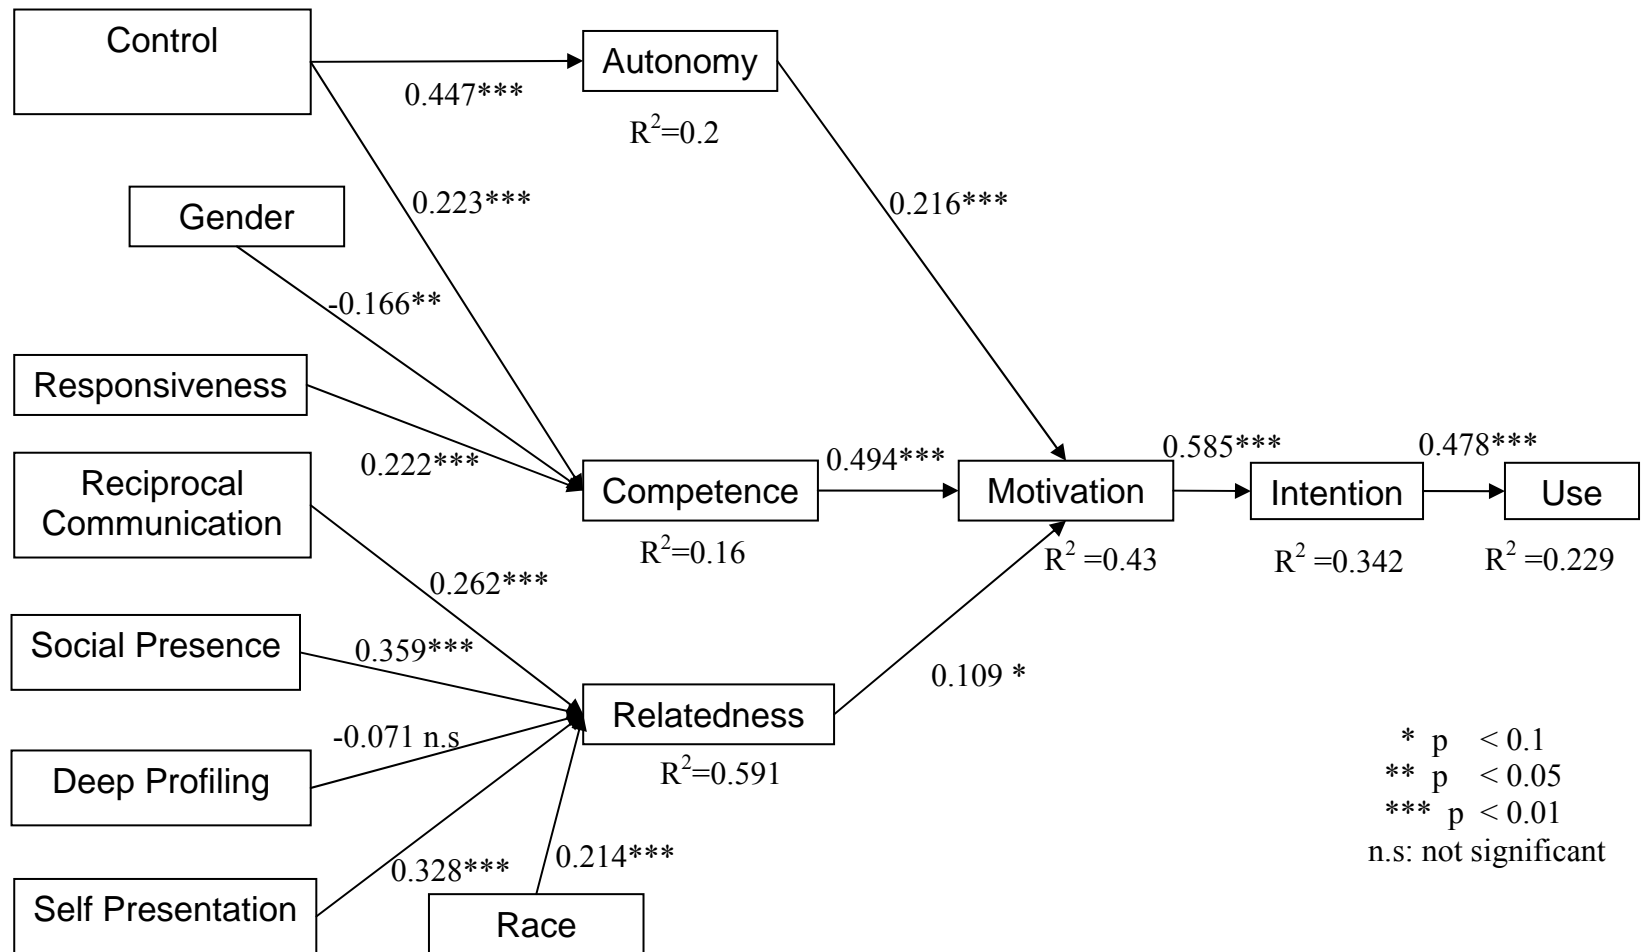 Control
Autonomy
0.447***
R²=0.2
Gender
0.223***
0.216***
-0.166**
Responsiveness
0.222***
Reciprocal
Communication
Competence
R²=0.16
0.494***
Motivation
R² =0.43
0.585***
Intention
R² =0.342
0.478***
Use
R² =0.229
0.262***
Social Presence
0.359***
Relatedness
R²=0.591
0.109 *
-0.071 n.s
Deep Profiling
0.328***
0.214***
Self Presentation
Race
* p < 0.1
** p < 0.05
*** p < 0.01
n.s: not significant